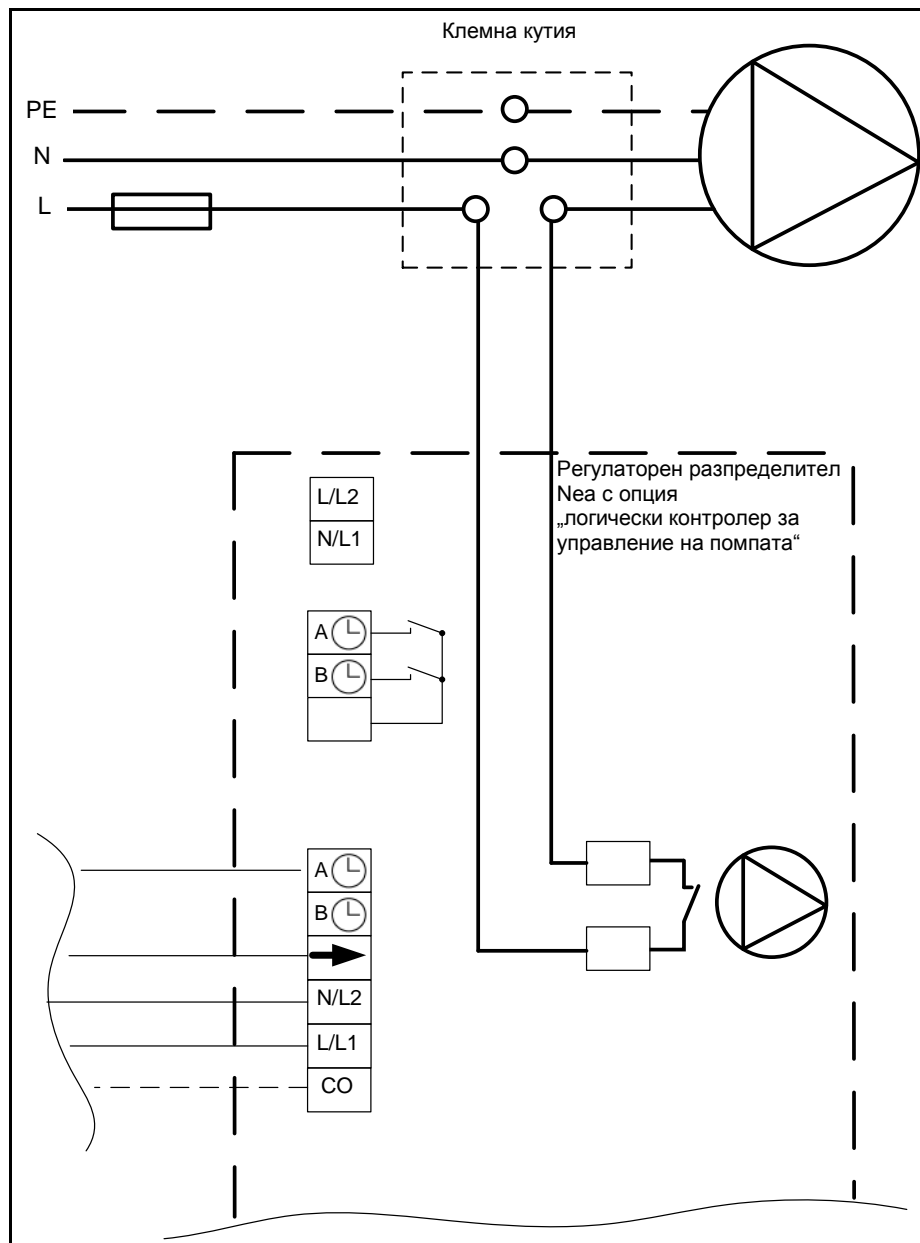 Клемна кутия
PE
N
L
Регулаторен разпределител
Nea с опция
„логически контролер за
управление на помпата“
L/L2
N/L1
A
B
A
B
N/L2
L/L1
CO